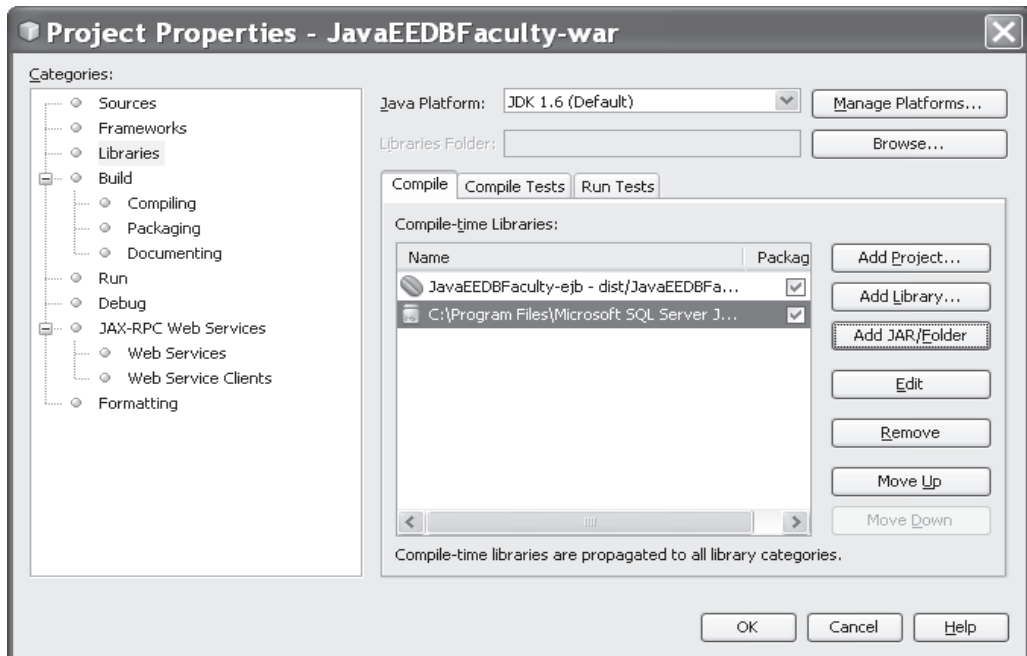 Project Properties - JavaEEDBFaculty-war
Categories:
Sources
Frameworks
Libraries
Build
Compiling
Packaging
Documenting
Run
Debug
JAX-RPC Web Services
Web Services
Web Service Clients
Formatting
Java Platform:
JDK 1.6 (Default)
Manage Platforms...
Libraries Folder:
Browse...
Compile
Compile Tests
Run Tests
Compile-time Libraries:
Name
Packag
JavaEEDBFaculty-ejb - dist/JavaEEDBFa...
C:\Program Files\Microsoft SQL Server J...
Add Project...
Add Library...
Add JAR/Folder
Edit
Remove
Move Up
Move Down
Compile-time libraries are propagated to all library categories.
OK
Cancel
Help